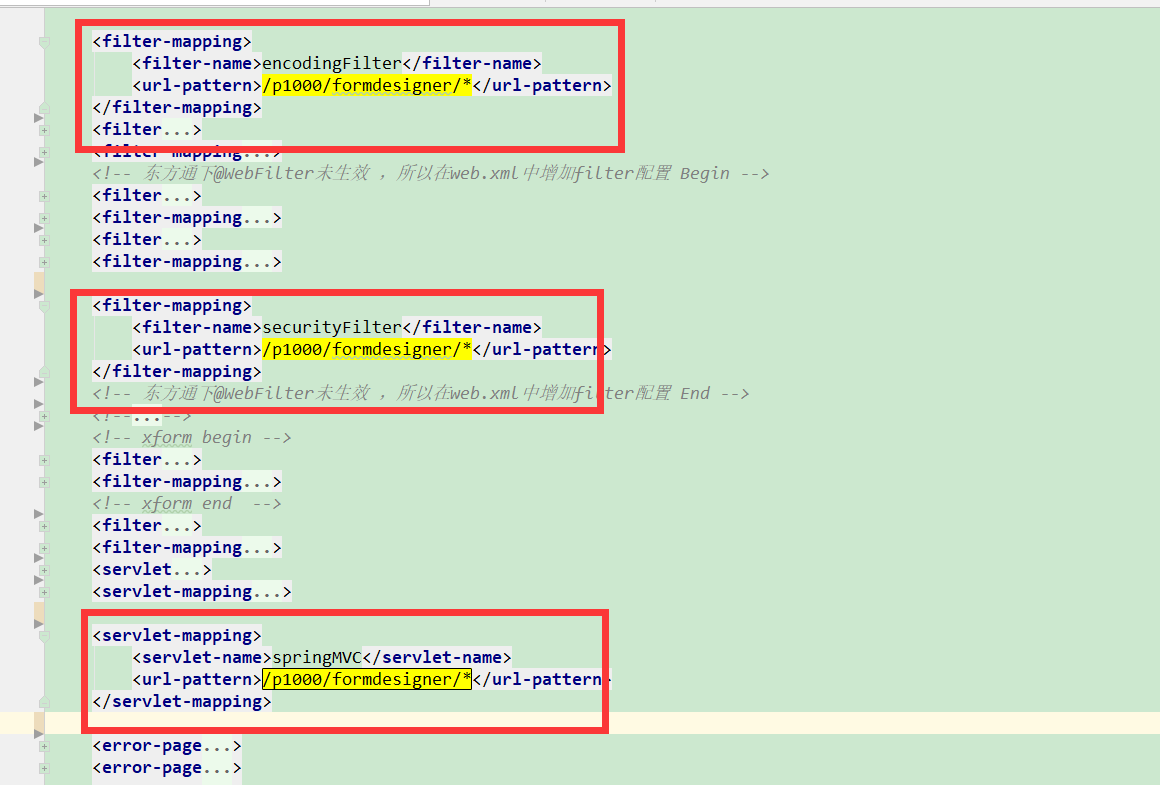 <filter-mapping>
<filter-name>encodingFilter</filter-name>
<url-pattern>/p1000/formdesigner/*</url-pattern>
</filter-mapping>
<filter...>
<filter-mapping...>
<!-- 东方通下@WebFilter未生效 ，所以在web.xml中增加filter配置 Begin -->
<filter...>
<filter-mapping...>
<filter...>
<filter-mapping...>
<filter-mapping>
<filter-name>securityFilter</filter-name>
<url-pattern>/p1000/formdesigner/*</url-pattern>
</filter-mapping>
<!-- 东方通下@WebFilter未生效 ，所以在web.xml中增加filter配置 End -->
<!--...-->
<!-- xform begin -->
<filter...>
<filter-mapping...>
<!-- xform end  -->
<filter...>
<filter-mapping...>
<servlet...>
<servlet-mapping...>
<servlet-mapping>
<servlet-name>springMVC</servlet-name>
<url-pattern>/p1000/formdesigner/*</url-pattern>
</servlet-mapping>
<error-page...>
<error-page...>